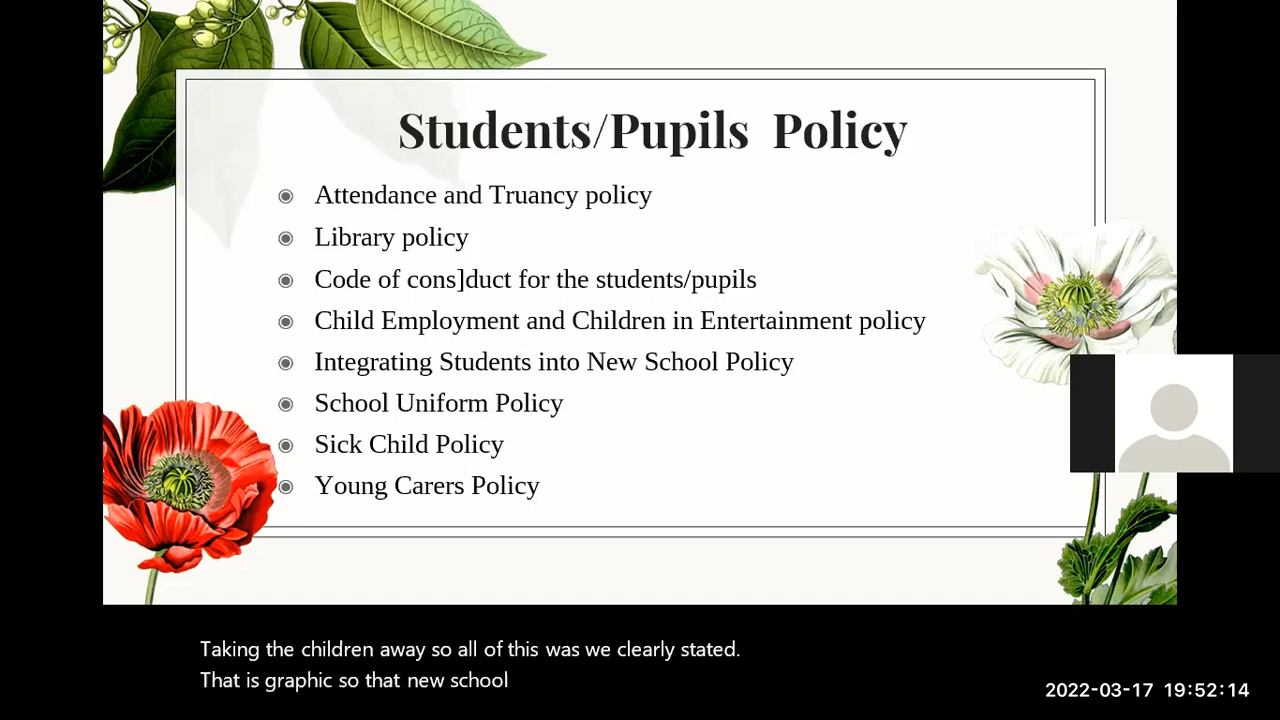 Students/Pupils Policy
Attendance and Truancy policy
Library policy
Code of cons]duct for the students/pupils
Child Employment and Children in Entertainment policy
Integrating Students into New School Policy
School Uniform Policy
Sick Child Policy
Young Carers Policy
Taking the children away so all of this was we clearly stated.
That is graphic so that new school
2022-03-17 19:52:14